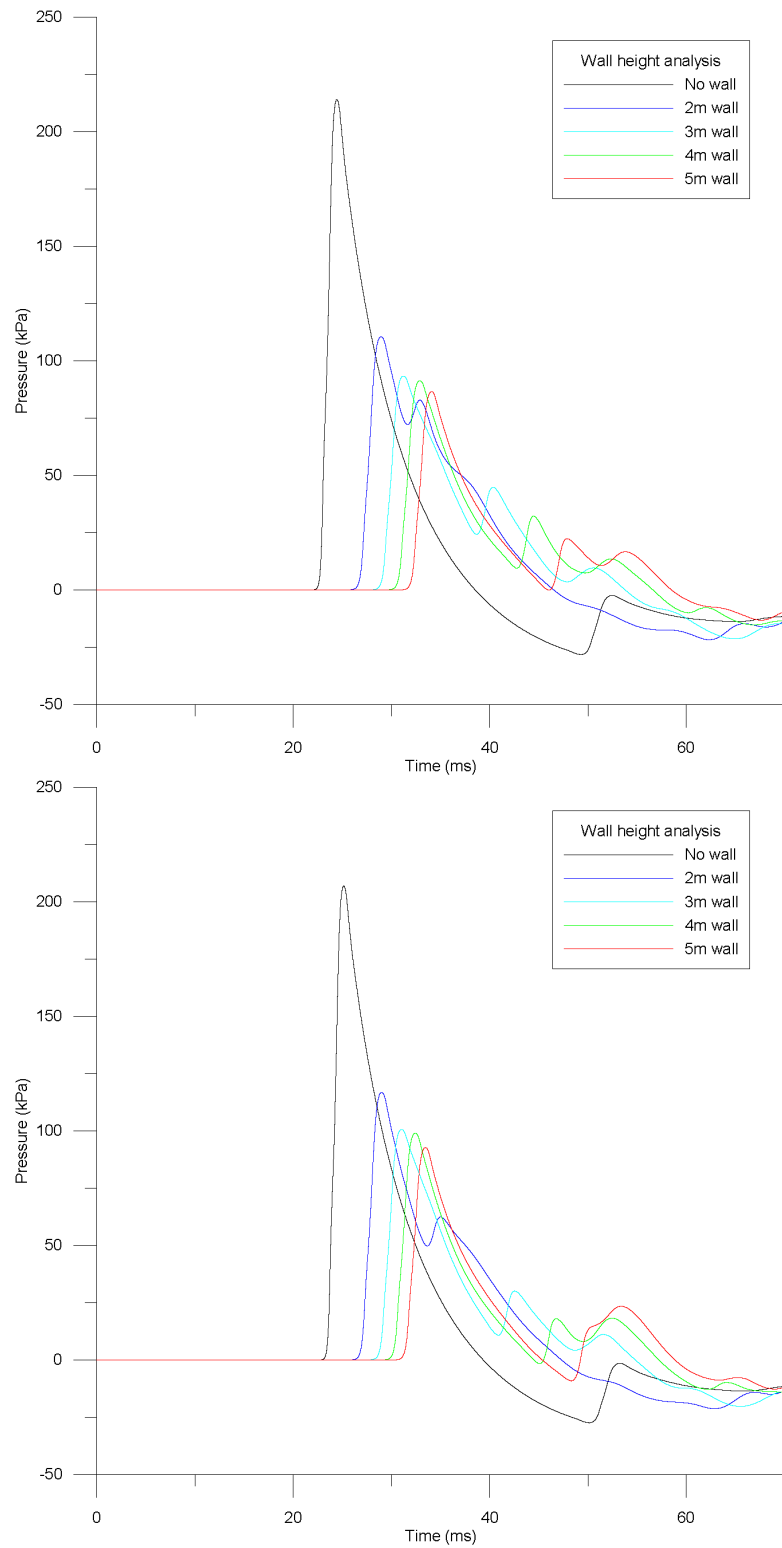 250
200
150
100
50
0
-50
Pressure (kPa)
Wall height analysis
No wall
2m wall
3m wall
4m wall
5m wall
0 20 40 60
Time (ms)
250
200
150
100
50
0
-50
Pressure (kPa)
Wall height analysis
No wall
2m wall
3m wall
4m wall
5m wall
0 20 40 60
Time (ms)